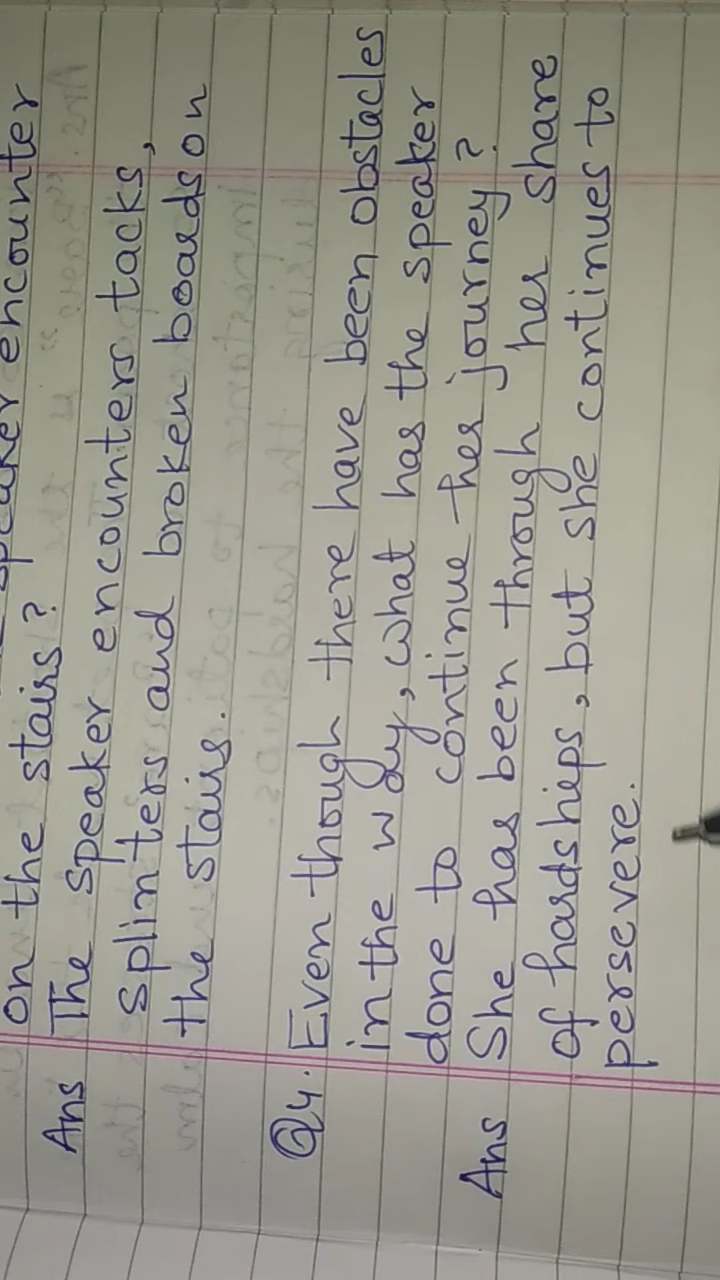 speaker encounter
on the stairs?
Ans The speaker encounters tacks,
splinters and broken boards on
the stairs.
Q4. Even though there have been obstacles
in the way, what has the speaker
done to continue her journey?
Ans She has been through her share
of hardships, but she continues to
persevere.